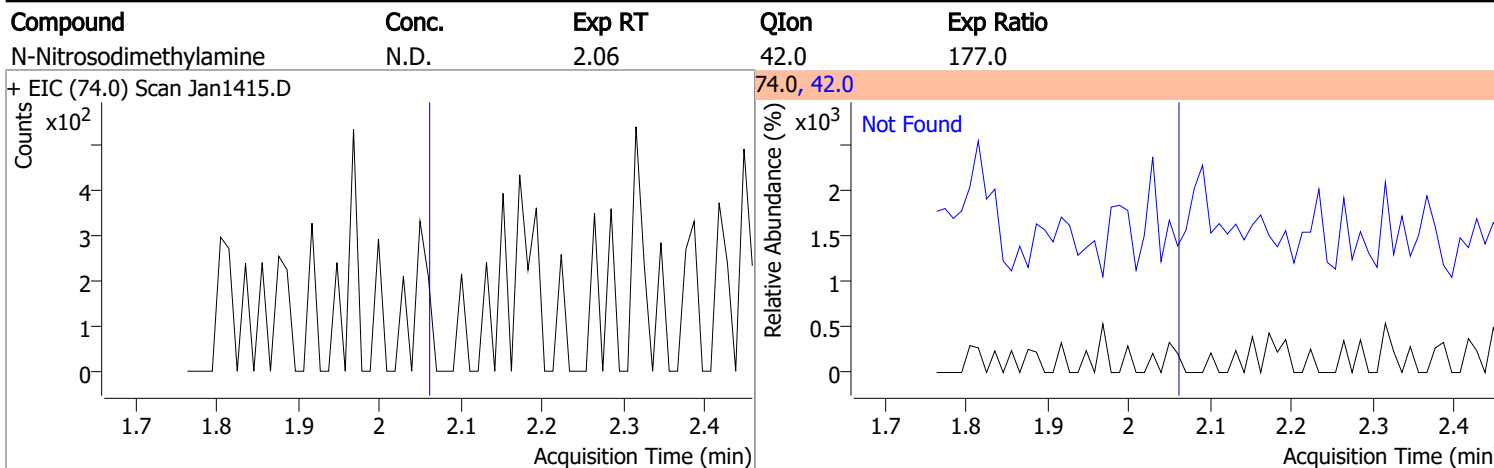 Compound Conc. Exp RT QIon Exp Ratio
N-Nitrosodimethylamine N.D. 2.06 42.0 177.0
+ EIC (74.0) Scan Jan1415.D
Counts
x10²
4
3
2
1
0
1.7 1.8 1.9 2 2.1 2.2 2.3 2.4
Acquisition Time (min)
74.0, 42.0
Relative Abundance (%)
x10³
Not Found
2
1.5
1
0.5
0
1.7 1.8 1.9 2 2.1 2.2 2.3 2.4
Acquisition Time (min